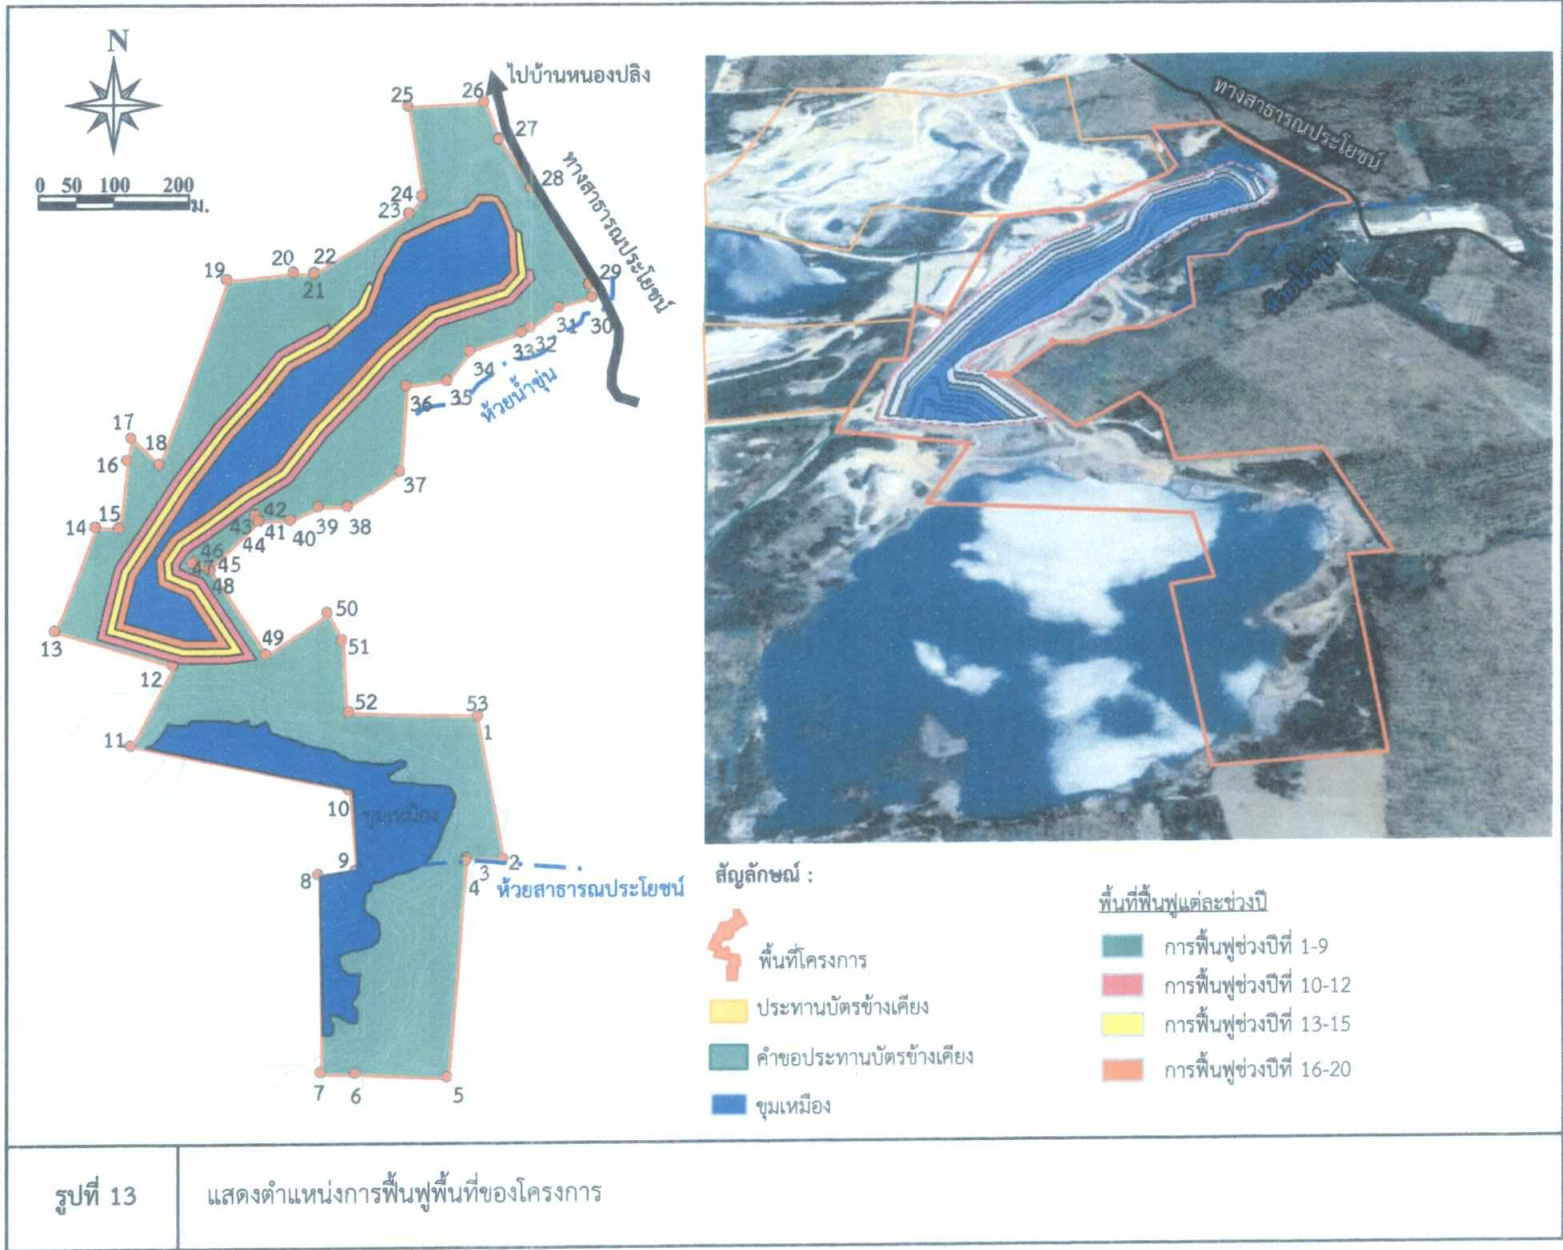 N
0 50 100 200
ม.
ไปบ้านหนองปลิง
ทางสาธารณประโยชน์
25
26
27
28
24
23
19
20
22
21
29
30
31
32
33
34
35
36
ห้วยน้ำขุ่น
17
18
16
37
14
15
42
43
41
40
39
38
44
46
47
45
48
13
12
49
50
51
52
53
1
11
10
ขุมเหมือง
9
8
4
3
2
ห้วยสาธารณประโยชน์
7
6
5
ทางสาธารณประโยชน์
ห้วยน้ำขุ่น
สัญลักษณ์ :
พื้นที่โครงการ
ประทานบัตรข้างเคียง
คำขอประทานบัตรข้างเคียง
ขุมเหมือง
พื้นที่ฟื้นฟูแต่ละช่วงปี
การฟื้นฟูช่วงปีที่ 1-9
การฟื้นฟูช่วงปีที่ 10-12
การฟื้นฟูช่วงปีที่ 13-15
การฟื้นฟูช่วงปีที่ 16-20
รูปที่ 13
แสดงตำแหน่งการฟื้นฟูพื้นที่ของโครงการ